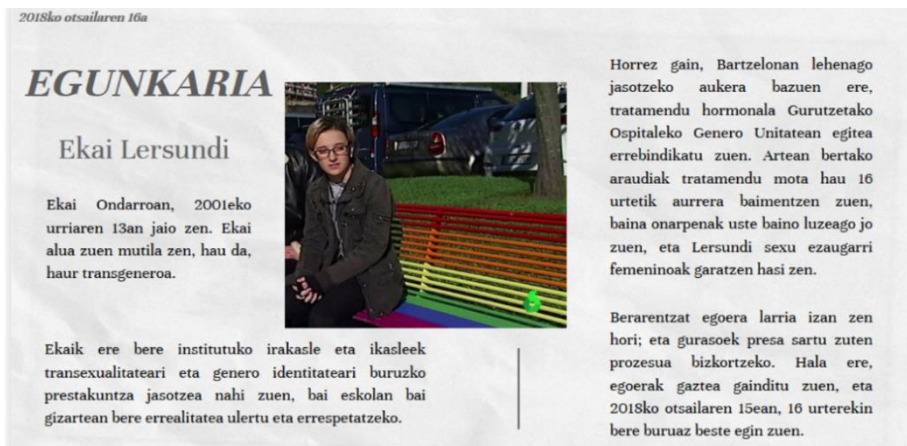 2018ko otsailaren 16a
EGUNKARIA
Ekai Lersundi
Ekai Ondarroan, 2001eko
urriaren 13an jaio zen. Ekai
alua zuen mutila zen, hau da,
haur transgeneroa.
Ekaik ere bere institutuko irakasle eta ikasleek
transexualitateari eta genero identitateari buruzko
prestakuntza jasotzea nahi zuen, bai eskolan bai
gizartean bere errealitatea ulertu eta errespetatzeko.
Horrez gain, Bartzelonan lehenago
jasotzeko aukera bazuen ere,
tratamendu hormonala Gurutzetako
Ospitaleko Genero Unitatean egitea
errebindikatu zuen. Artean bertako
araudiak tratamendu mota hau 16
urtetik aurrera baimentzen zuen,
baina onarpenak uste baino luzeago jo
zuen, eta Lersundi sexu ezaugarri
femeninoak garatzen hasi zen.
Berarentzat egoera larria izan zen
hori; eta gurasoek presa sartu zuten
prozesua bizkortzeko. Hala ere,
egoerak gaztea gainditu zuen, eta
2018ko otsailaren 15ean, 16 urterekin
bere buruaz beste egin zuen.